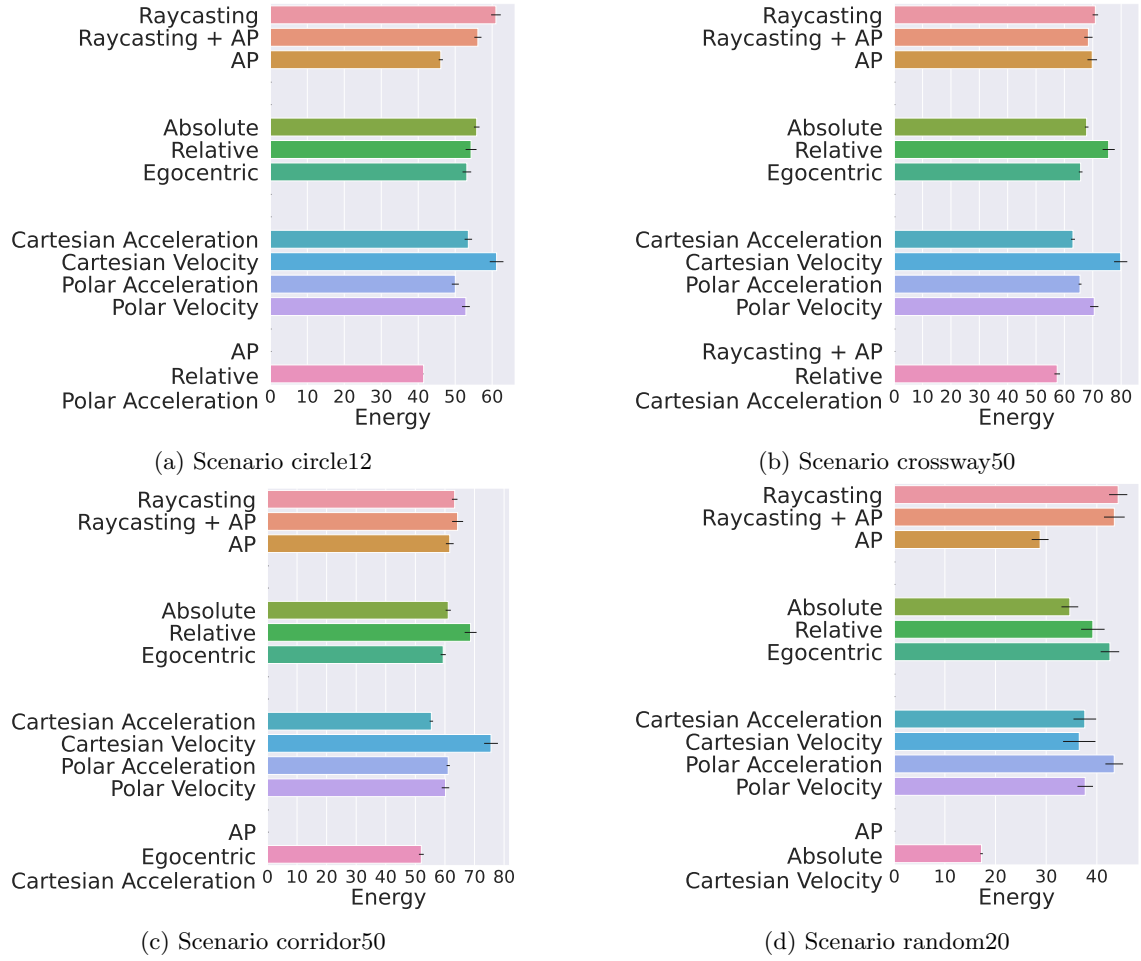 Raycasting
Raycasting + AP
AP
Absolute
Relative
Egocentric
Cartesian Acceleration
Cartesian Velocity
Polar Acceleration
Polar Velocity
AP
Relative
Polar Acceleration
0 10 20 30 40 50 60
Energy
(a) Scenario circle12
Raycasting
Raycasting + AP
AP
Absolute
Relative
Egocentric
Cartesian Acceleration
Cartesian Velocity
Polar Acceleration
Polar Velocity
Raycasting + AP
Relative
Cartesian Acceleration
0 10 20 30 40 50 60 70 80
Energy
(b) Scenario crossway50
Raycasting
Raycasting + AP
AP
Absolute
Relative
Egocentric
Cartesian Acceleration
Cartesian Velocity
Polar Acceleration
Polar Velocity
AP
Egocentric
Cartesian Acceleration
0 10 20 30 40 50 60 70 80
Energy
(c) Scenario corridor50
Raycasting
Raycasting + AP
AP
Absolute
Relative
Egocentric
Cartesian Acceleration
Cartesian Velocity
Polar Acceleration
Polar Velocity
AP
Absolute
Cartesian Velocity
0 10 20 30 40
Energy
(d) Scenario random20